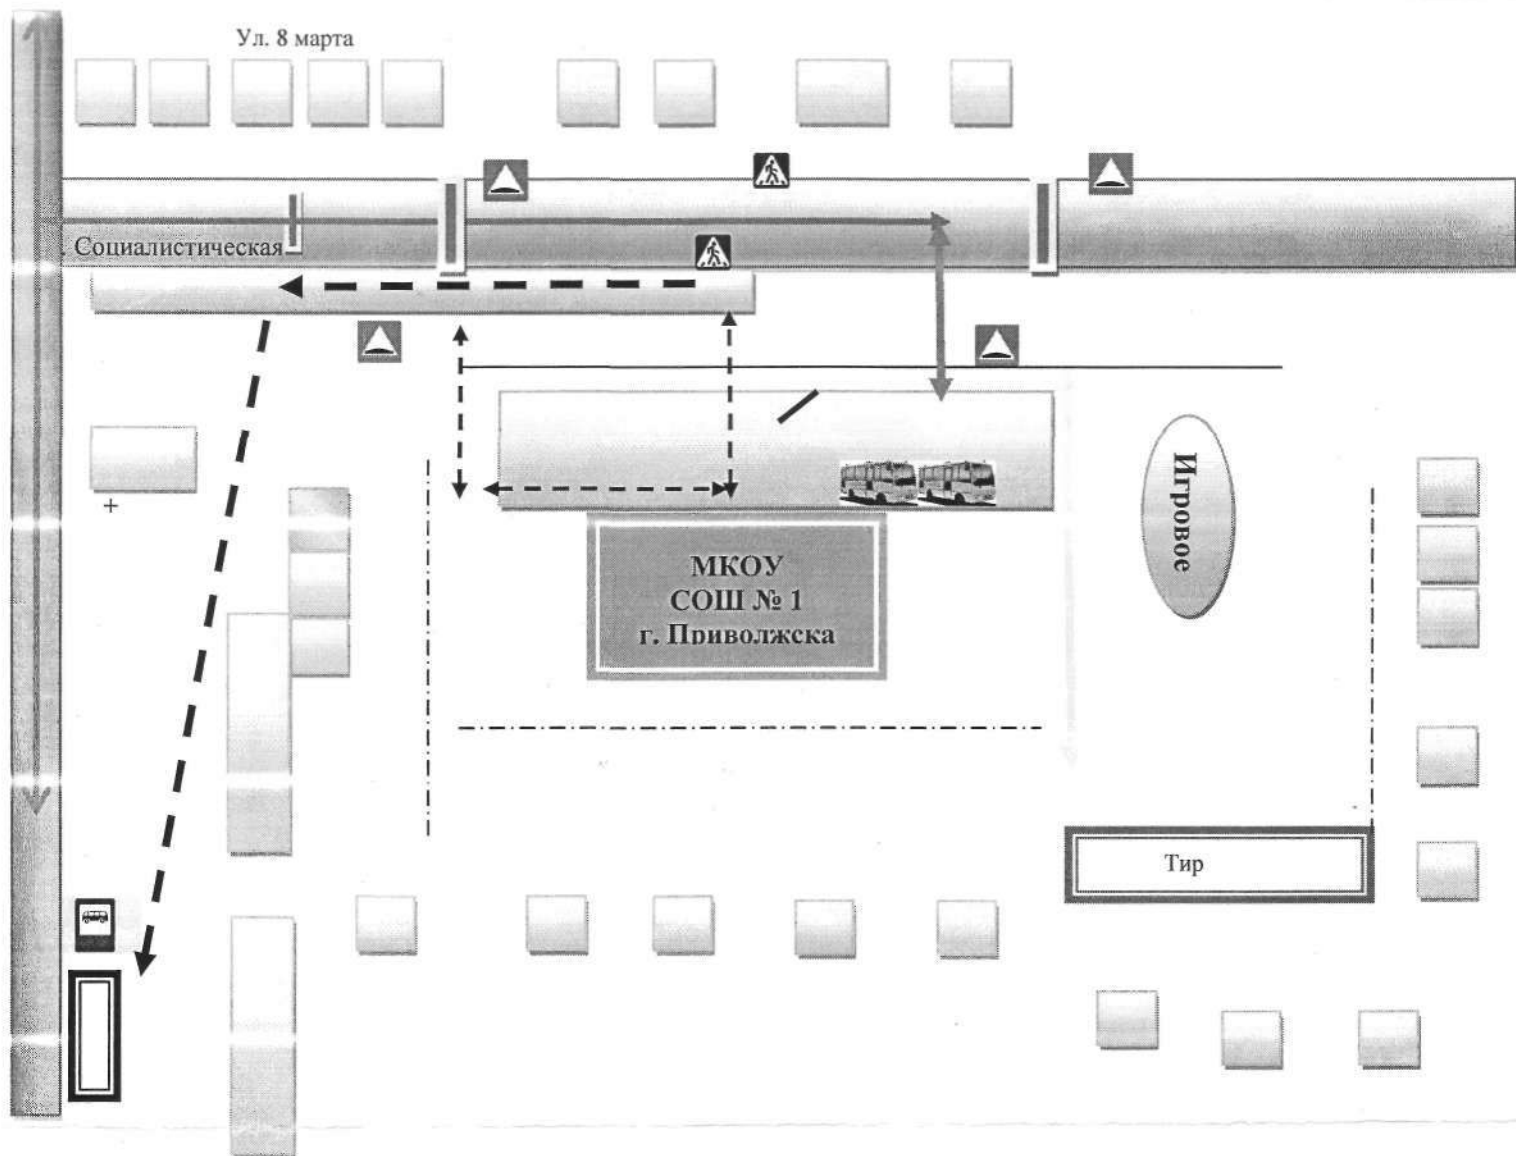 Ул. 8 марта
. Социалистическая
+
Игровое
МКОУ
СОШ № 1
г. Приволжска
Тир